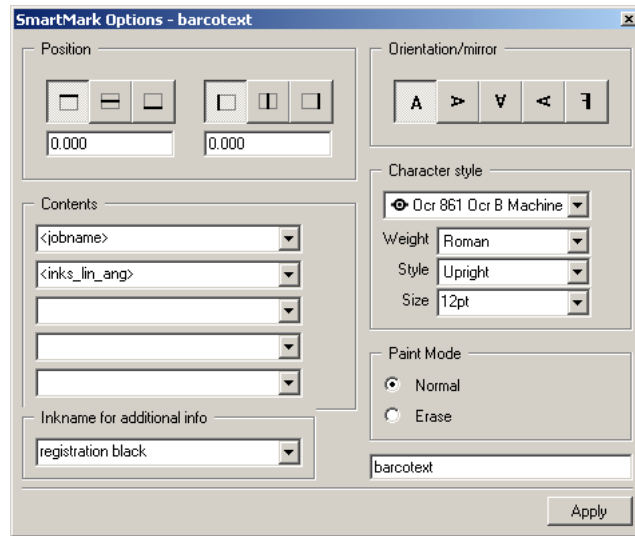 SmartMark Options - barcotext
Position
0.000
0.000
Contents
<jobname>
<inks_lin_ang>
Inkname for additional info
registration black
Orientation/mirror
A A A A F
Character style
Ocr 861 Ocr B Machine
Weight Roman
Style Upright
Size 12pt
Paint Mode
Normal
Erase
barcotext
Apply